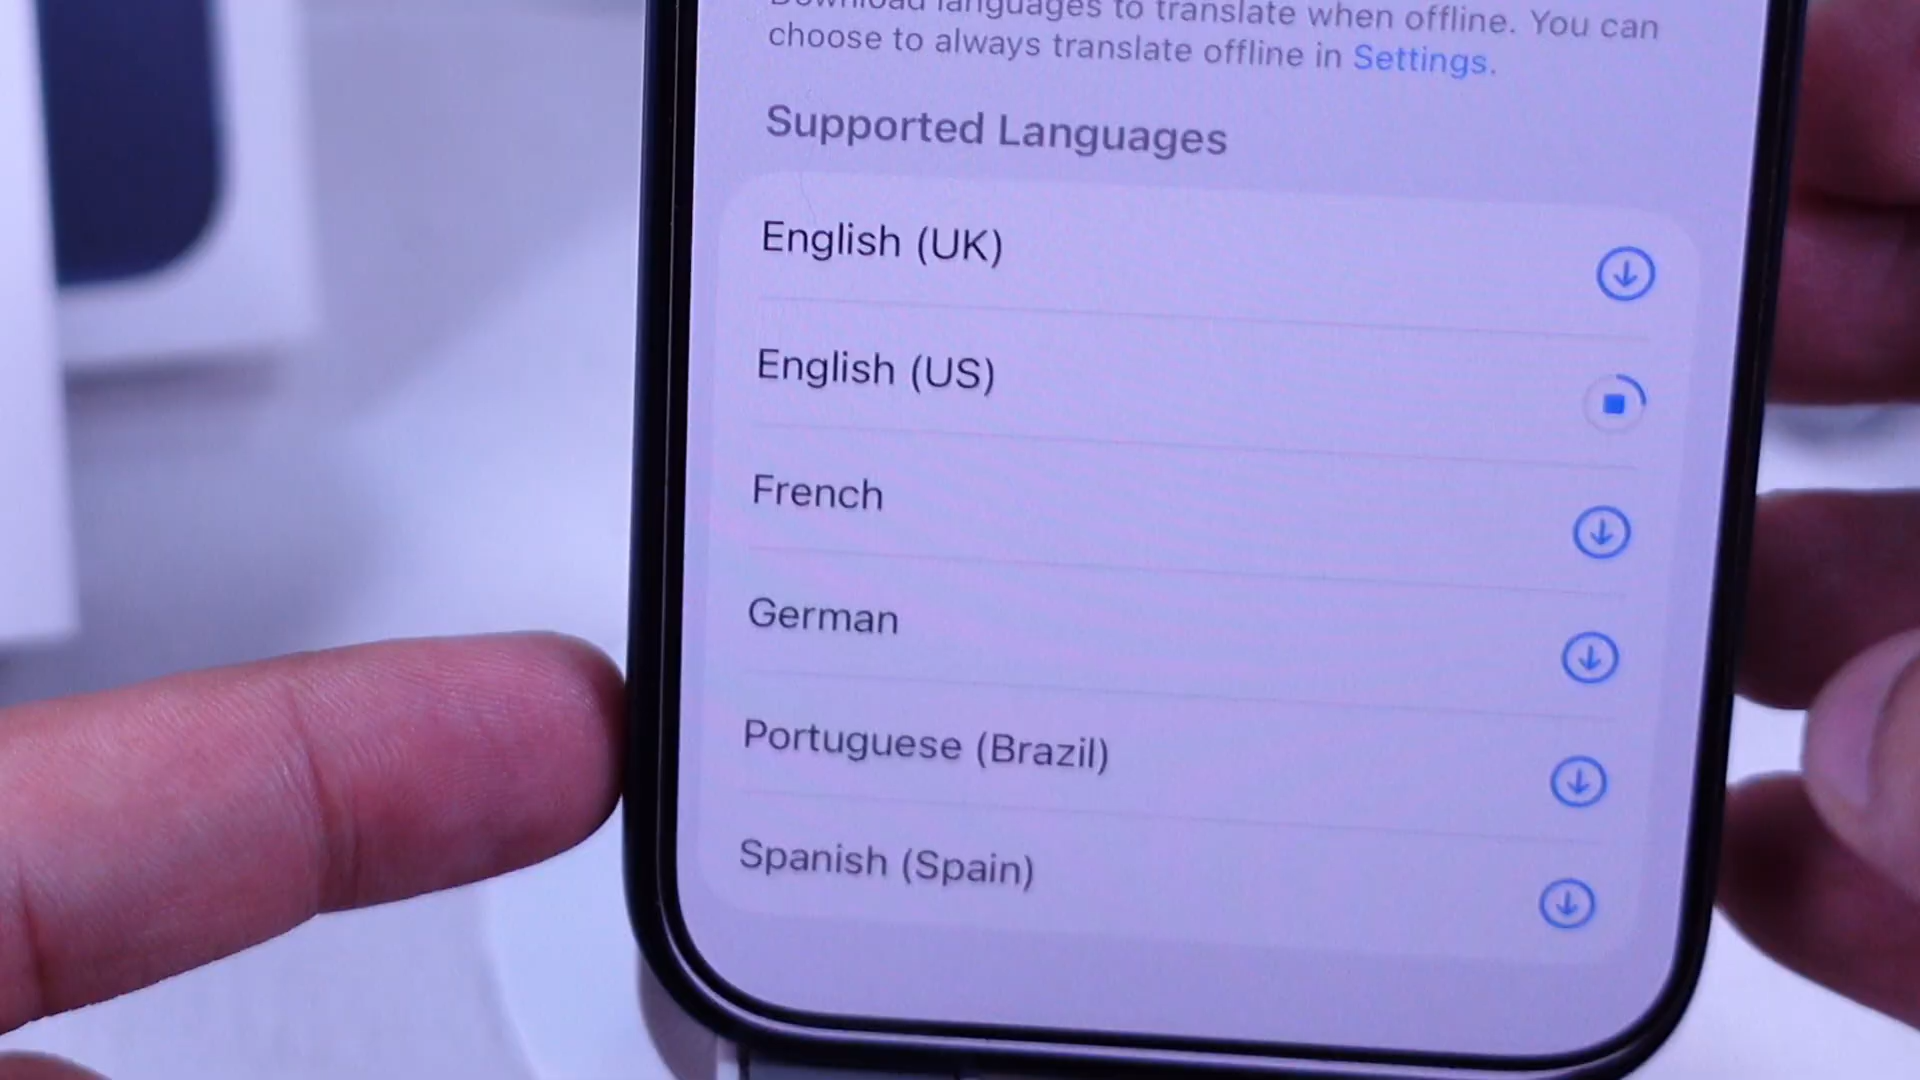 Download languages to translate when offline. You can
choose to always translate offline in Settings.
Supported Languages
English (UK)
English (US)
French
German
Portuguese (Brazil)
Spanish (Spain)